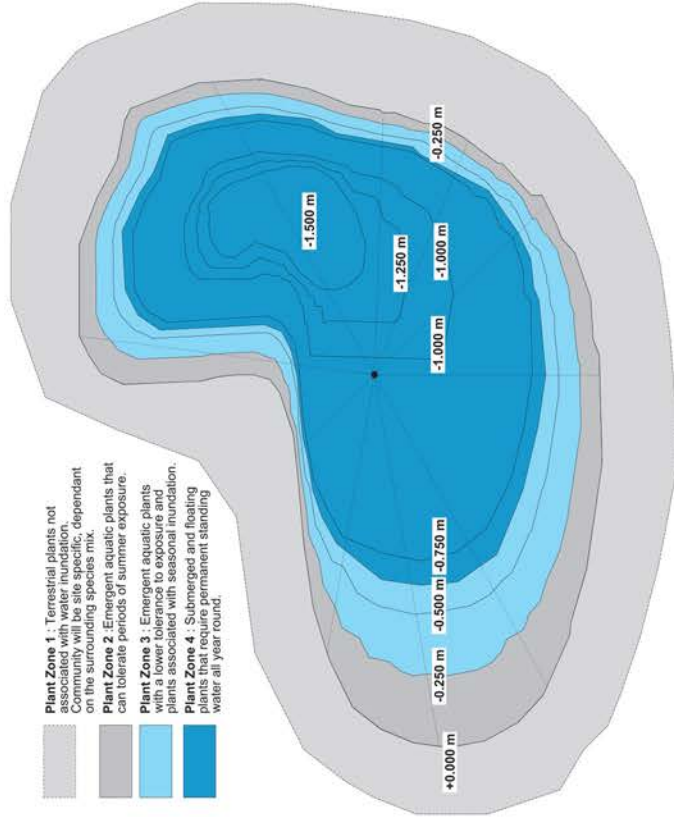 Plant Zone 1 : Terrestrial plants not
associated with water inundation.
Community will be site specific, dependant
on the surrounding species mix.
Plant Zone 2 : Emergent aquatic plants that
can tolerate periods of summer exposure.
Plant Zone 3 : Emergent aquatic plants
with a lower tolerance to exposure and
plants associated with seasonal inundation.
Plant Zone 4 : Submerged and floating
plants that require permanent standing
water all year round.
+0.000 m
-0.250 m
-0.500 m
-0.750 m
-1.000 m
-1.000 m
-1.250 m
-1.500 m
-0.250 m